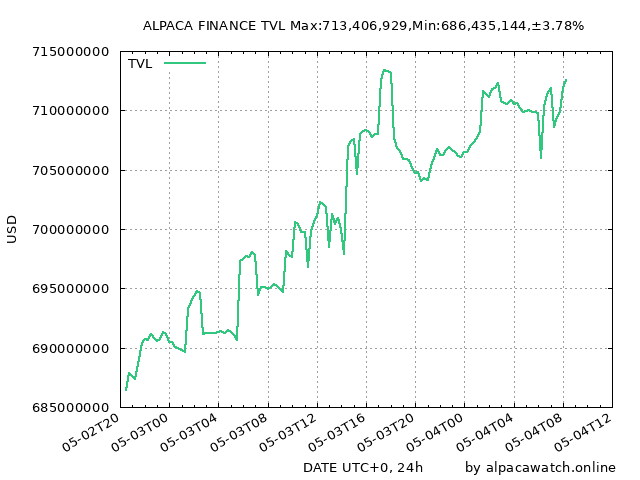 ALPACA FINANCE TVL Max:713,406,929,Min:686,435,144,±3.78%
TVL
715000000
710000000
705000000
700000000
695000000
690000000
685000000
USD
05-02T20
05-03T00
05-03T04
05-03T08
05-03T12
05-03T16
05-03T20
05-04T00
05-04T04
05-04T08
05-04T12
DATE UTC+0, 24h
by alpacawatch.online